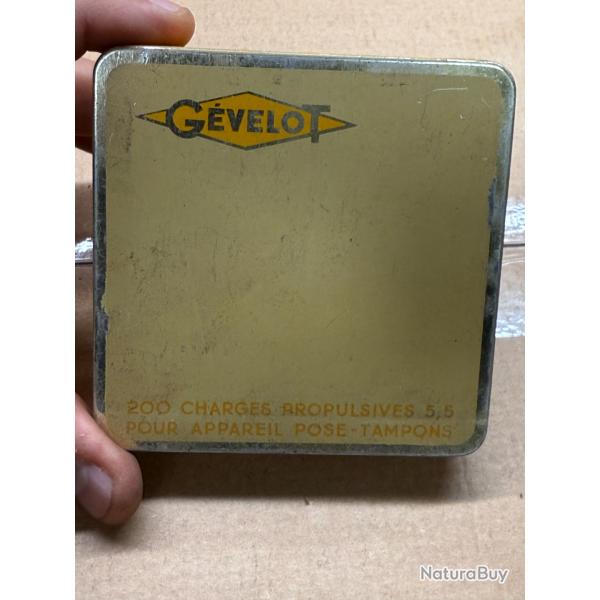 GÉVELOT
200 CHARGES PROPULSIVES 5,5
POUR APPAREIL POSE-TAMPONS
NaturaBuy